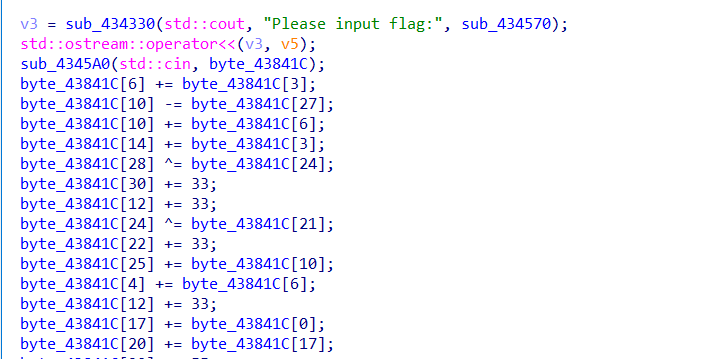 v3 = sub_434330(std::cout, "Please input flag:", sub_434570);
std::ostream::operator<<(v3, v5);
sub_4345A0(std::cin, byte_43841C);
byte_43841C[6] += byte_43841C[3];
byte_43841C[10] -= byte_43841C[27];
byte_43841C[10] += byte_43841C[6];
byte_43841C[14] += byte_43841C[3];
byte_43841C[28] ^= byte_43841C[24];
byte_43841C[30] += 33;
byte_43841C[12] += 33;
byte_43841C[24] ^= byte_43841C[21];
byte_43841C[22] += 33;
byte_43841C[25] += byte_43841C[10];
byte_43841C[4] += byte_43841C[6];
byte_43841C[12] += 33;
byte_43841C[17] += byte_43841C[0];
byte_43841C[20] += byte_43841C[17];